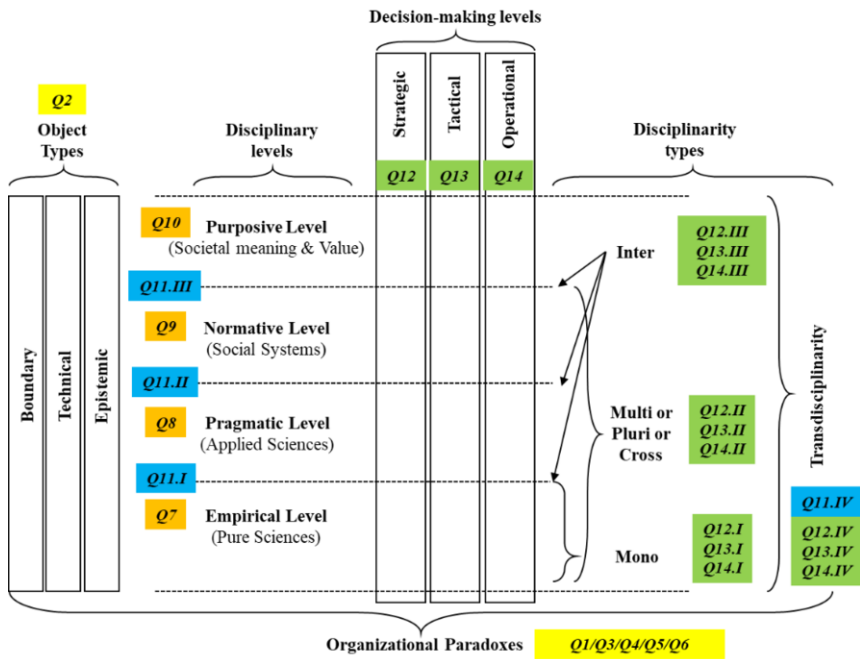 Decision-making levels
Q2
Object
Types
Disciplinary
levels
Strategic
Tactical
Operational
Disciplinarity
types
Q12
Q13
Q14
Q10
Purposive Level
(Societal meaning & Value)
Inter
Q12.III
Q13.III
Q14.III
Q11.III
Q9
Normative Level
(Social Systems)
Boundary
Technical
Epistemic
Q11.II
Q8
Pragmatic Level
(Applied Sciences)
Multi or
Pluri or
Cross
Q12.II
Q13.II
Q14.II
Transdisciplinarity
Q11.I
Q7
Empirical Level
(Pure Sciences)
Mono
Q12.I
Q13.I
Q14.I
Q11.IV
Q12.IV
Q13.IV
Q14.IV
Organizational Paradoxes
Q1/Q3/Q4/Q5/Q6